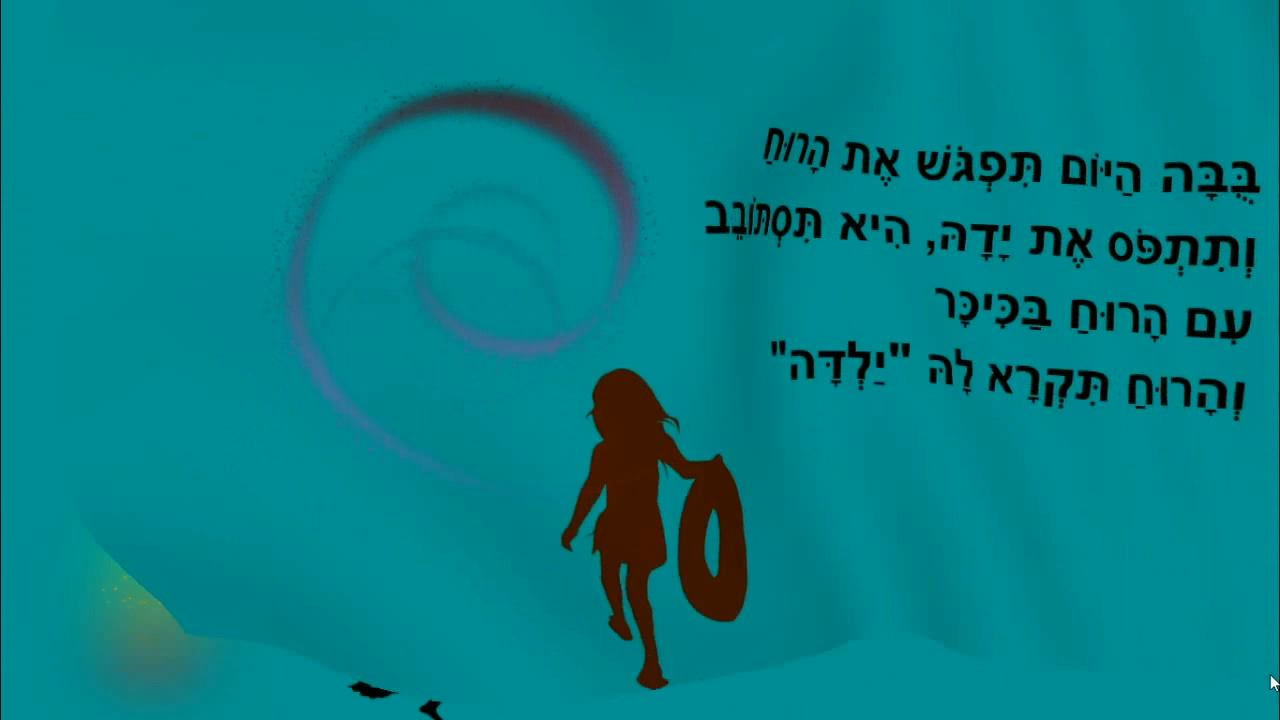 בֻּבָּה הַיּוֹם תִּפְגֹּשׁ אֶת הָרוּחַ
וְתִתְפֹּס אֶת יָדָהּ, הִיא תִּסְתּוֹבֵב
עִם הָרוּחַ בַּכִּיכָּר
וְהָרוּחַ תִּקְרָא לָהּ "יַלְדָּה"